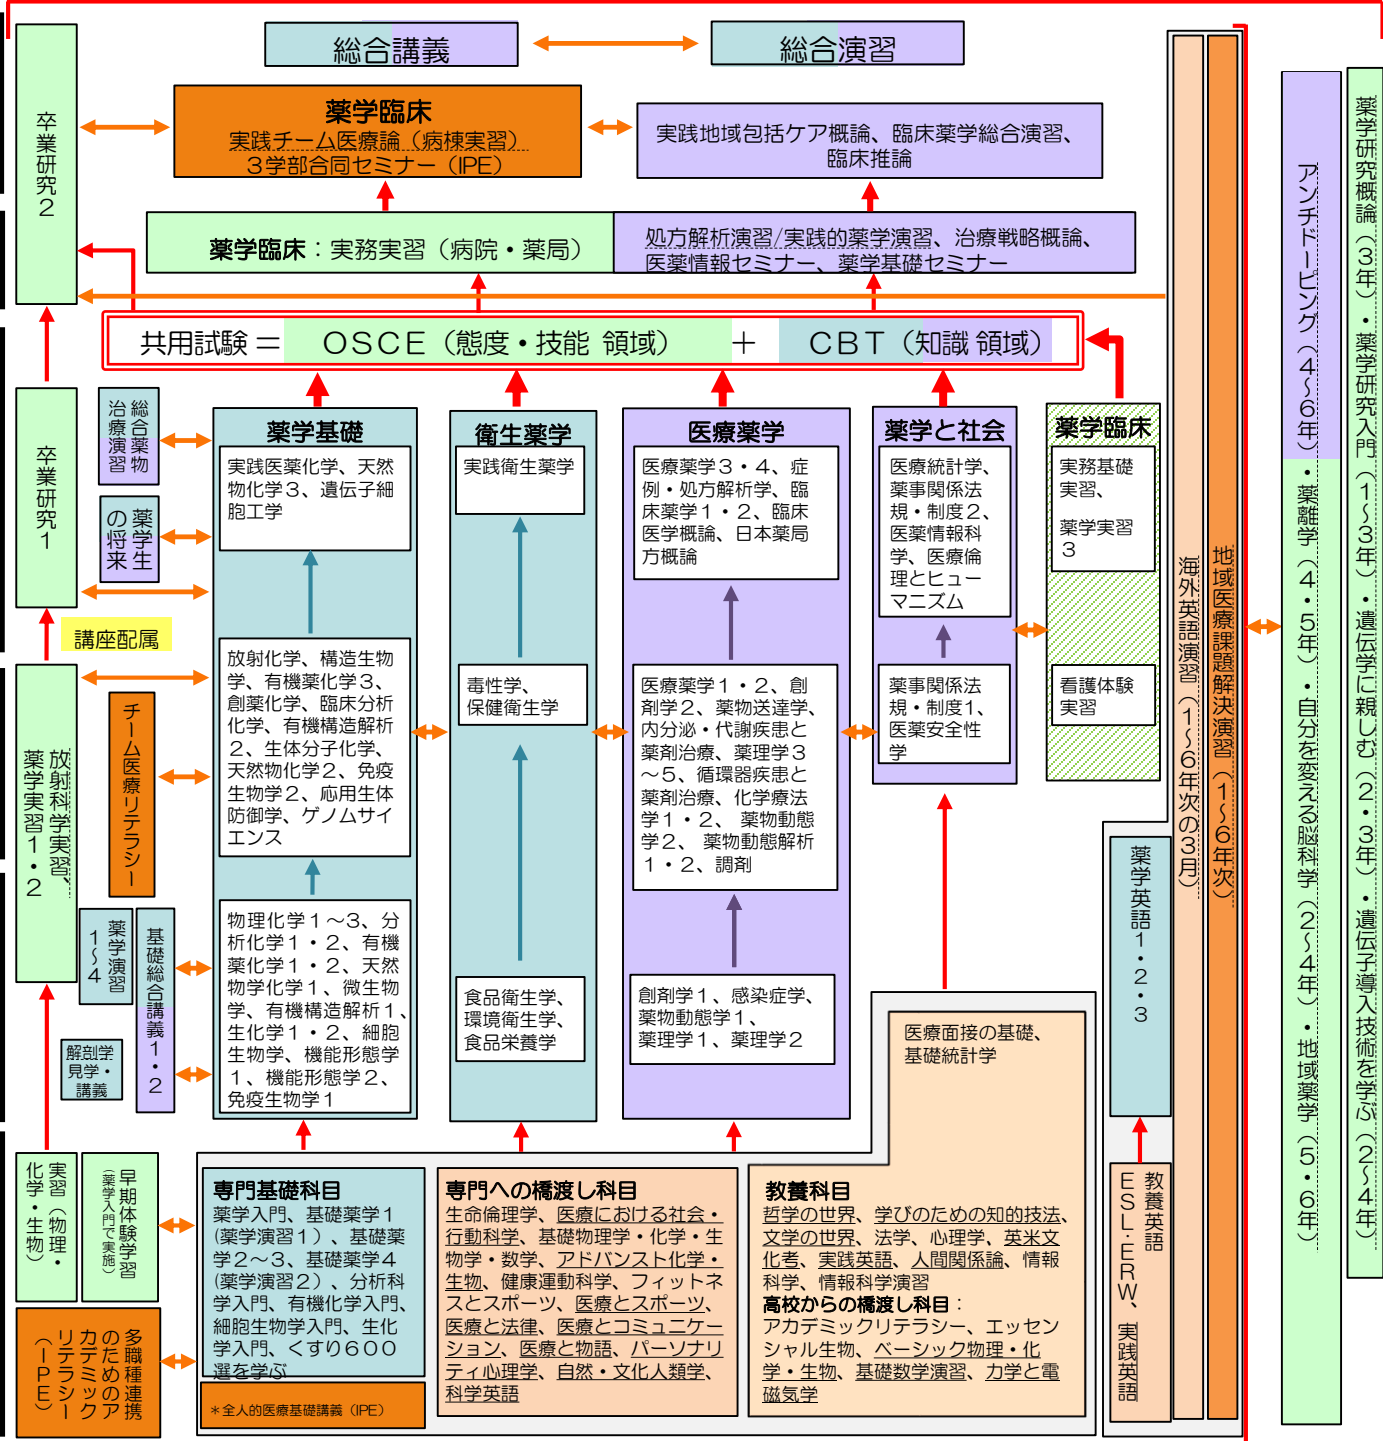 総合講義
総合演習
卒業研究２
薬学臨床
実践チーム医療論（病棟実習）
３学部合同セミナー（IPE）
実践地域包括ケア概論、臨床薬学総合演習、
臨床推論
薬学臨床：実務実習（病院・薬局）
処方解析演習/実践的薬学演習、治療戦略概論、
医薬情報セミナー、薬学基礎セミナー
共用試験＝ ＯＳＣＥ（態度・技能 領域） ＋ ＣＢＴ（知識 領域）
卒業研究１
総合薬物
治療演習
薬学生
の将来
講座配属
薬学基礎
実践医薬化学、天然
物化学３、遺伝子細
胞工学
放射化学、構造生物
学、有機薬化学３、
創薬化学、臨床分析
化学、有機構造解析
２、生体分子化学、
天然物化学２、免疫
生物学２、応用生体
防御学、ゲノムサイ
エンス
物理化学１～３、分
析化学１・２、有機
薬化学１・２、天然
物学化学１、微生物
学、有機構造解析１、
生化学１・２、細胞
生物学、機能形態学
１、機能形態学２、
免疫生物学１
衛生薬学
実践衛生薬学
毒性学、
保健衛生学
食品衛生学、
環境衛生学、
食品栄養学
医療薬学
医療薬学３・４、症
例・処方解析学、臨
床薬学１・２、臨床
医学概論、日本薬局
方概論
医療薬学１・２、創
剤学２、薬物送達学、
内分泌・代謝疾患と
薬剤治療、薬理学３
～５、循環器疾患と
薬剤治療、化学療法
学１・２、 薬物動態
学２、 薬物動態解析
１・２、調剤
創剤学１、感染症学、
薬物動態学１、
薬理学１、薬理学２
薬学と社会
医療統計学、
薬事関係法
規・制度２、
医薬情報科
学、医療倫
理とヒュー
マニズム
薬事関係法
規・制度１、
医薬安全性
学
薬学臨床
実務基礎
実習、
薬学実習
３
看護体験
実習
放射科学実習、
薬学実習１・２
チーム医療リテラシー
薬学演習
１～４
基礎総合講義１・２
解剖学
見学・
講義
実習（物理・
化学・生物）
早期体験学習
（薬学入門で実施）
多職種連携
のためのア
カデミック
リテラシー
（ＩＰＥ）
専門基礎科目
薬学入門、基礎薬学１
(薬学演習１）、基礎薬
学２～３、基礎薬学４
(薬学演習２）、分析科
学入門、有機化学入門、
細胞生物学入門、生化
学入門、くすり６００
選を学ぶ
＊全人的医療基礎講義（IPE）
専門への橋渡し科目
生命倫理学、医療における社会・
行動科学、基礎物理学・化学・生
物学・数学、アドバンスト化学・
生物、健康運動科学、フィットネ
スとスポーツ、医療とスポーツ、
医療と法律、医療とコミュニケー
ション、医療と物語、パーソナリ
ティ心理学、自然・文化人類学、
科学英語
医療面接の基礎、
基礎統計学
教養科目
哲学の世界、学びのための知的技法、
文学の世界、法学、心理学、英米文
化考、実践英語、人間関係論、情報
科学、情報科学演習
高校からの橋渡し科目：
アカデミックリテラシー、エッセン
シャル生物、ベーシック物理・化
学・生物、基礎数学演習、力学と電
磁気学
薬学英語１・２・３
教養英語
ＥＳＬ・ＥＲＷ、実践英語
海外英語演習（１～６年次の３月）
地域医療課題解決演習（１～６年次）
アンチドーピング（４～６年）・薬離学（４・５年）・自分を変える脳科学（２～４年）・地域薬学（５・６年）
薬学研究概論（３年）・薬学研究入門（１～３年）・遺伝学に親しむ（２・３年）・遺伝子導入技術を学ぶ（２～４年）